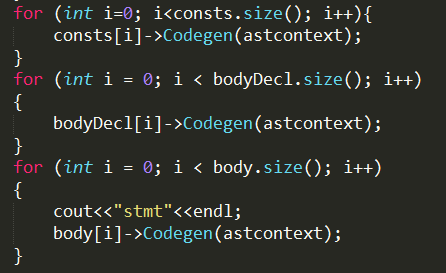 for (int i=0; i<consts.size(); i++){
    consts[i]->Codegen(astcontext);
}
for (int i = 0; i < bodyDecl.size(); i++)
{
    bodyDecl[i]->Codegen(astcontext);
}
for (int i = 0; i < body.size(); i++)
{
    cout<<"stmt"<<endl;
    body[i]->Codegen(astcontext);
}